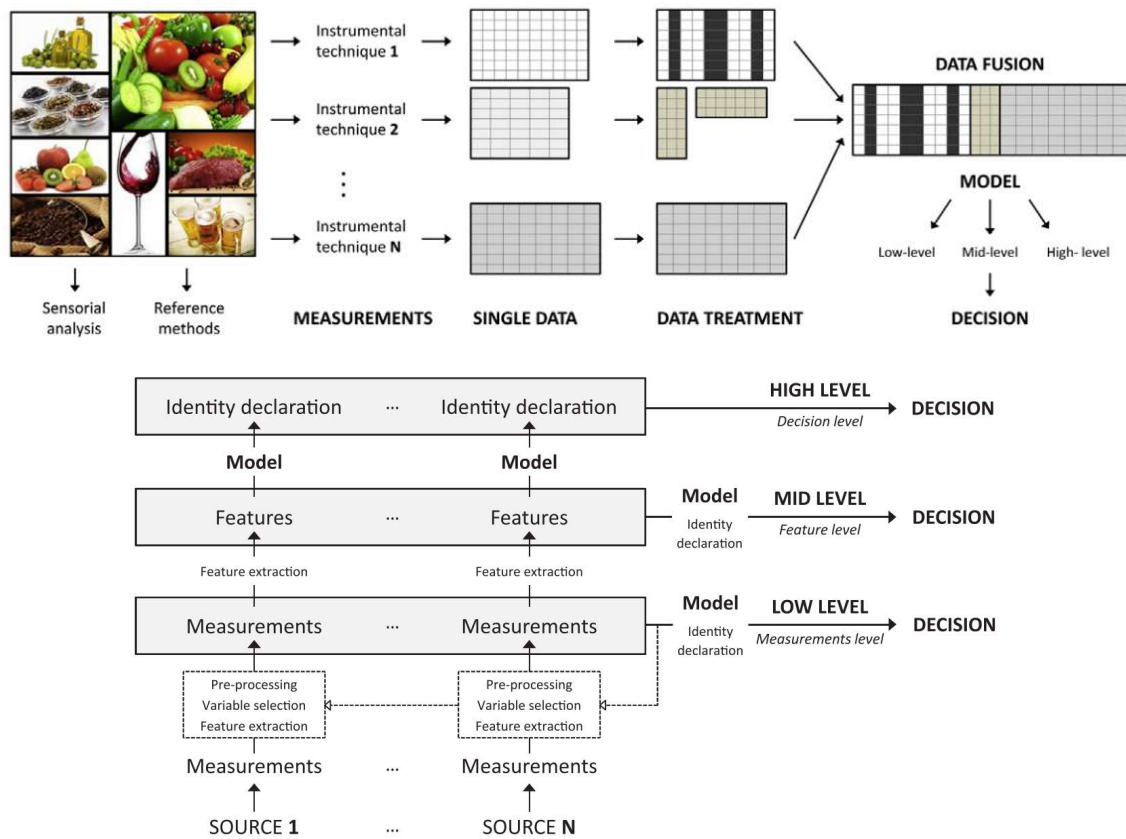 Instrumental
technique 1
Instrumental
technique 2
Instrumental
technique N
DATA FUSION
MODEL
Low-level Mid-level High- level
Sensorial
analysis
Reference
methods
MEASUREMENTS SINGLE DATA DATA TREATMENT DECISION
Identity declaration ... Identity declaration
HIGH LEVEL
Decision level
DECISION
Model Model
Features ... Features
Model
Identity
declaration
MID LEVEL
Feature level
DECISION
Feature extraction Feature extraction
Measurements ... Measurements
Model
Identity
declaration
LOW LEVEL
Measurements level
DECISION
Pre-processing
Variable selection
Feature extraction
Pre-processing
Variable selection
Feature extraction
Measurements ... Measurements
SOURCE 1 ... SOURCE N